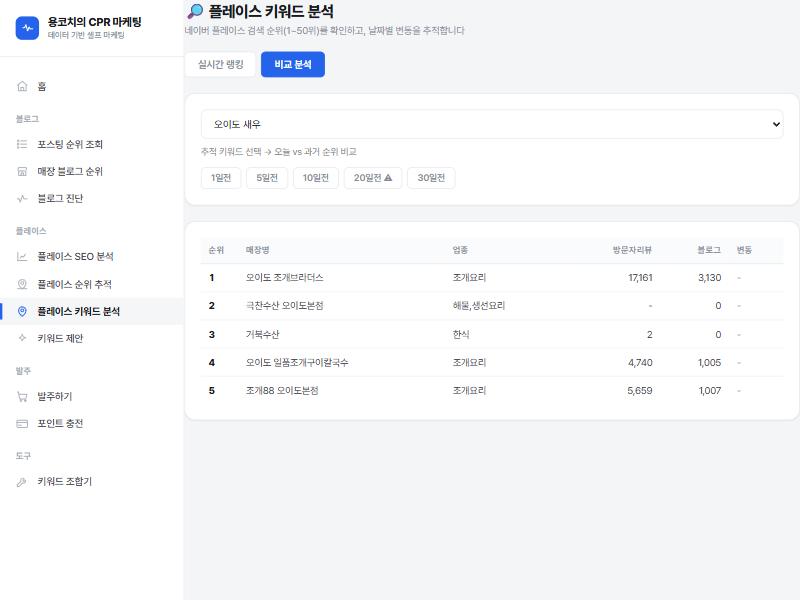 용코치의 CPR 마케팅
데이터 기반 셀프 마케팅
홈
블로그
포스팅 순위 조회
매장 블로그 순위
블로그 진단
플레이스
플레이스 SEO 분석
플레이스 순위 추적
플레이스 키워드 분석
키워드 제안
발주
발주하기
포인트 충전
도구
키워드 조합기
플레이스 키워드 분석
네이버 플레이스 검색 순위(1~50위)를 확인하고, 날짜별 변동을 추적합니다
실시간 랭킹 비교 분석
오이도 새우
추적 키워드 선택 → 오늘 vs 과거 순위 비교
1일전 5일전 10일전 20일전 ⚠ 30일전
순위 매장명 업종 방문자리뷰 블로그 변동
1 오이도 조개브라더스 조개요리 17,161 3,130 -
2 극찬수산 오이도본점 해물,생선요리 - 0 -
3 거북수산 한식 2 0 -
4 오이도 일품조개구이칼국수 조개요리 4,740 1,005 -
5 조개88 오이도본점 조개요리 5,659 1,007 -